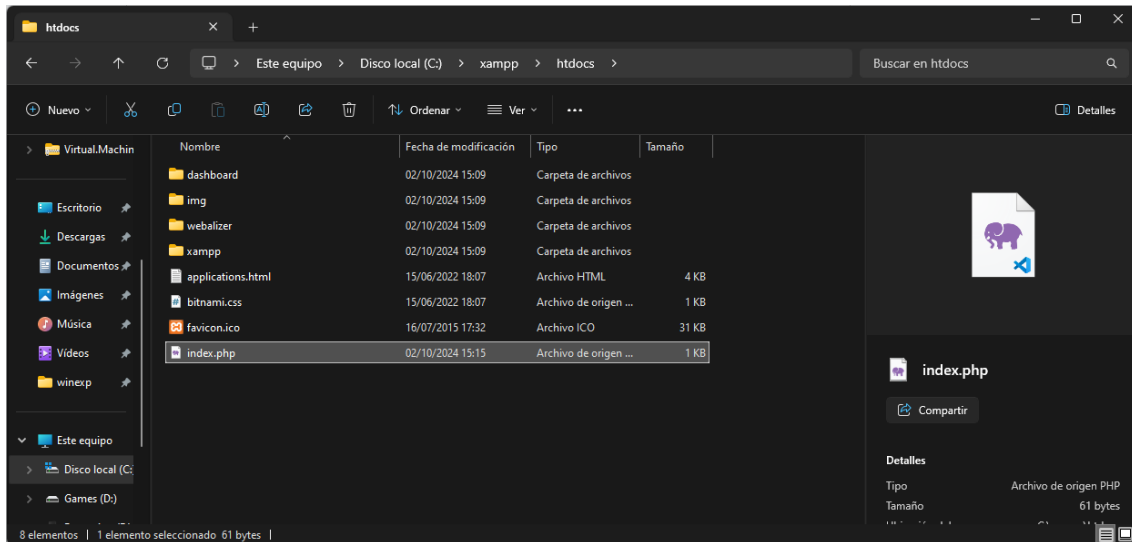 htdocs
Este equipo > Disco local (C:) > xampp > htdocs >
Buscar en htdocs
Nuevo
Ordenar
Ver
Detalles
Virtual.Machin
Escritorio
Descargas
Documentos
Imágenes
Música
Vídeos
winexp
Este equipo
Disco local (C:
Games (D:)
Nombre Fecha de modificación Tipo Tamaño
dashboard 02/10/2024 15:09 Carpeta de archivos
img 02/10/2024 15:09 Carpeta de archivos
webalizer 02/10/2024 15:09 Carpeta de archivos
xampp 02/10/2024 15:09 Carpeta de archivos
applications.html 15/06/2022 18:07 Archivo HTML 4 KB
bitnami.css 15/06/2022 18:07 Archivo de origen ... 1 KB
favicon.ico 16/07/2015 17:32 Archivo ICO 31 KB
index.php 02/10/2024 15:15 Archivo de origen ... 1 KB
index.php
Compartir
Detalles
Tipo Archivo de origen PHP
Tamaño 61 bytes
8 elementos | 1 elemento seleccionado 61 bytes |